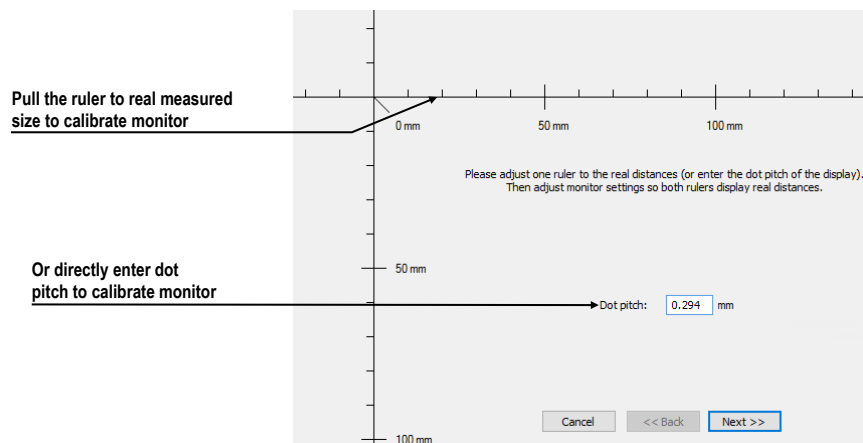 Pull the ruler to real measured
size to calibrate monitor
0 mm
50 mm
100 mm
Please adjust one ruler to the real distances (or enter the dot pitch of the display).
Then adjust monitor settings so both rulers display real distances.
Or directly enter dot
pitch to calibrate monitor
50 mm
Dot pitch: 0.294 mm
Cancel << Back Next >>
100 mm